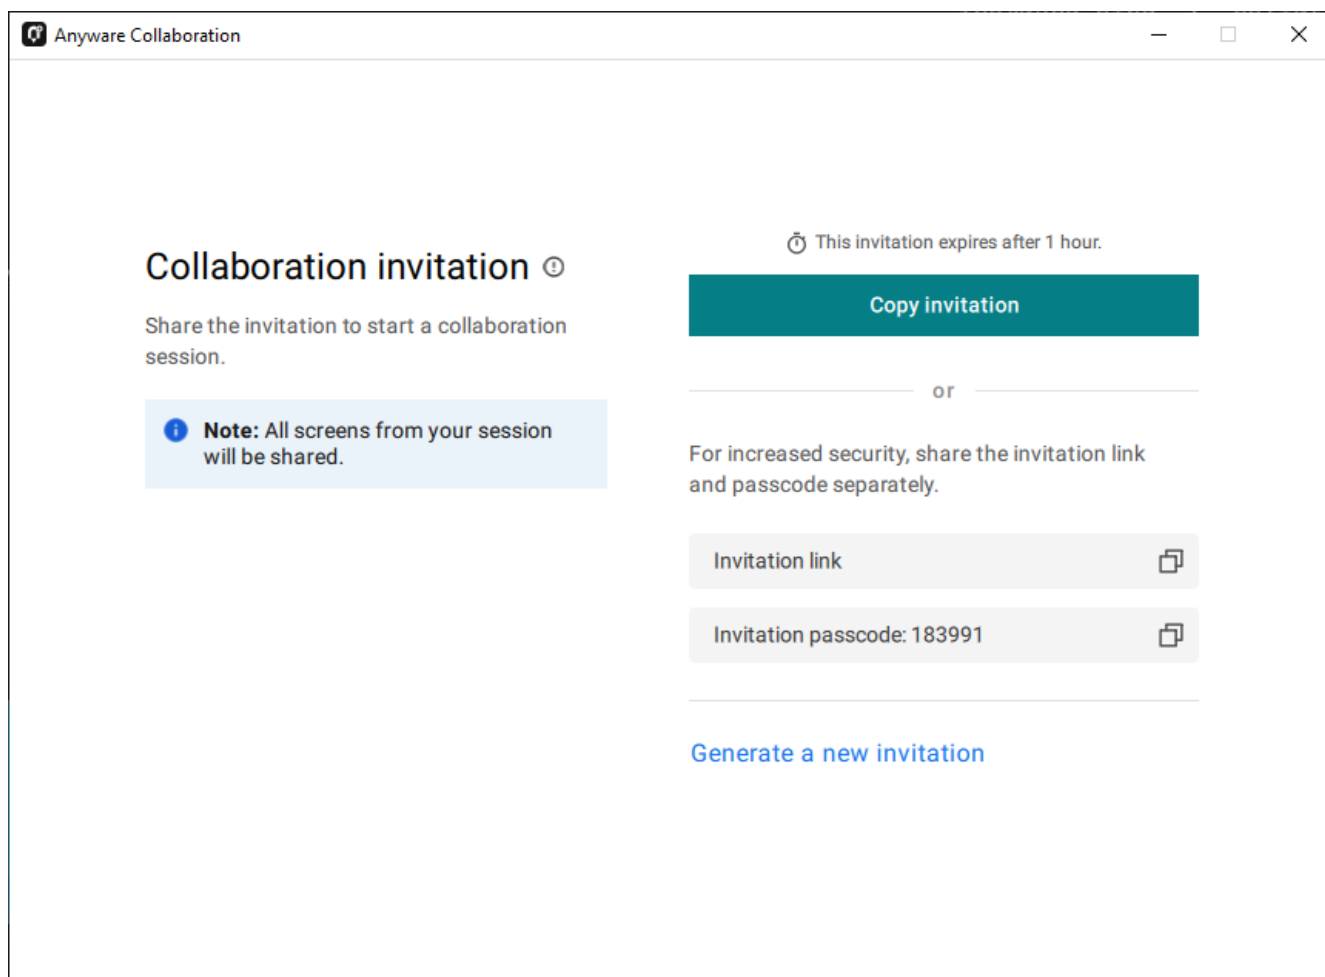 Anyware Collaboration
Collaboration invitation
Share the invitation to start a collaboration
session.
Note: All screens from your session
will be shared.
This invitation expires after 1 hour.
Copy invitation
or
For increased security, share the invitation link
and passcode separately.
Invitation link
Invitation passcode: 183991
Generate a new invitation